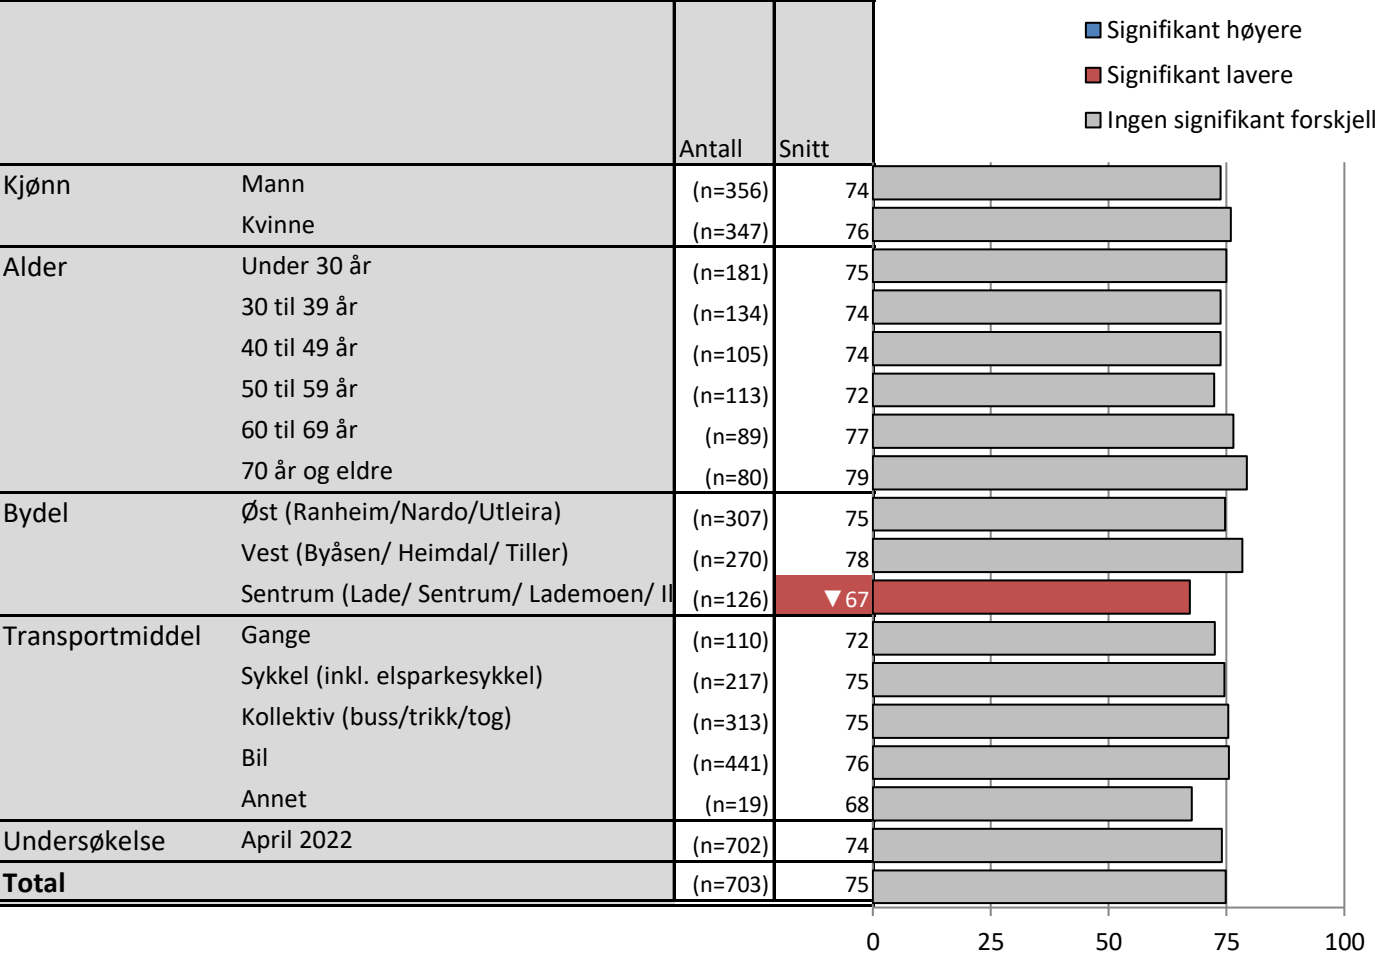 Signifikant høyere
Signifikant lavere
Ingen signifikant forskjell
Antall Snitt
Kjønn Mann (n=356) 74
Kvinne (n=347) 76
Alder Under 30 år (n=181) 75
30 til 39 år (n=134) 74
40 til 49 år (n=105) 74
50 til 59 år (n=113) 72
60 til 69 år (n=89) 77
70 år og eldre (n=80) 79
Bydel Øst (Ranheim/Nardo/Utleira) (n=307) 75
Vest (Byåsen/ Heimdal/ Tiller) (n=270) 78
Sentrum (Lade/ Sentrum/ Lademoen/ Il (n=126) ▼67
Transportmiddel Gange (n=110) 72
Sykkel (inkl. elsparkesykkel) (n=217) 75
Kollektiv (buss/trikk/tog) (n=313) 75
Bil (n=441) 76
Annet (n=19) 68
Undersøkelse April 2022 (n=702) 74
Total (n=703) 75
0 25 50 75 100